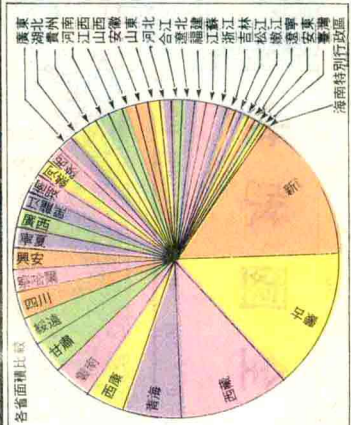 各省面積比較
廣東
湖北
貴州
河南
江西
山西
安徽
山東
河北
合江
遼北
福建
江蘇
浙江
吉林
松江
嫩江
遼寧
安東
臺灣
海南特別行政區
陝西
熱河
湖南
黑龍江
廣西
寧夏
興安
察哈爾
四川
綏遠
甘肅
雲南
西康
青海
西藏
蒙古
新